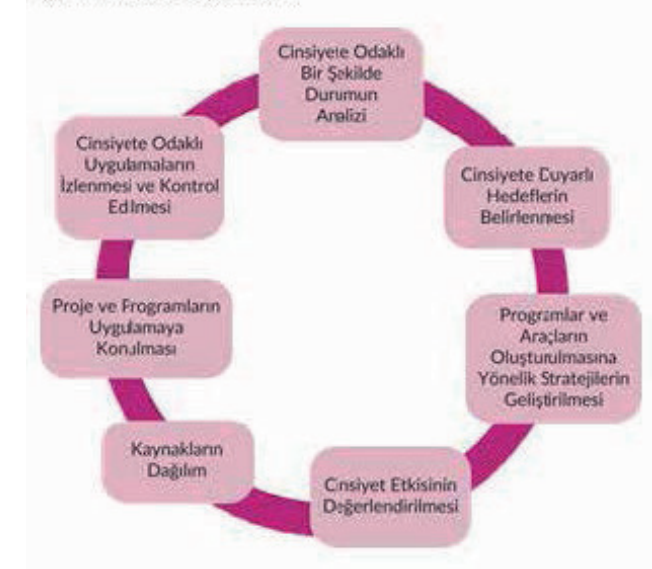 Cinsiyete Odaklı
Bir Şekilde
Durumun
Analizi
Cinsiyete Duyarlı
Hedeflerin
Belirlenmesi
Programlar ve
Araçların
Oluşturulmasına
Yönelik Stratejilerin
Geliştirilmesi
Cinsiyet Etkisinin
Değerlendirilmesi
Kaynakların
Dağılım
Proje ve Programların
Uygulamaya
Konulması
Cinsiyete Odaklı
Uygulamaların
İzlenmesi ve Kontrol
Edilmesi